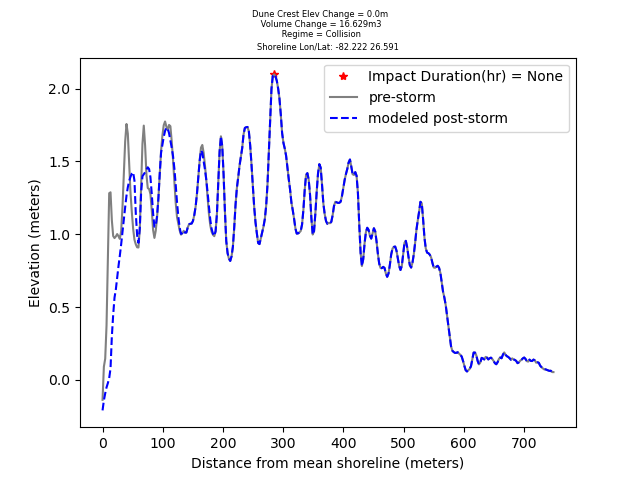 Dune Crest Elev Change = 0.0m
Volume Change = 16.629m3
Regime = Collision
Shoreline Lon/Lat: -82.222 26.591
Impact Duration(hr) = None
pre-storm
modeled post-storm
2.0
1.5
1.0
0.5
0.0
Elevation (meters)
0 100 200 300 400 500 600 700
Distance from mean shoreline (meters)